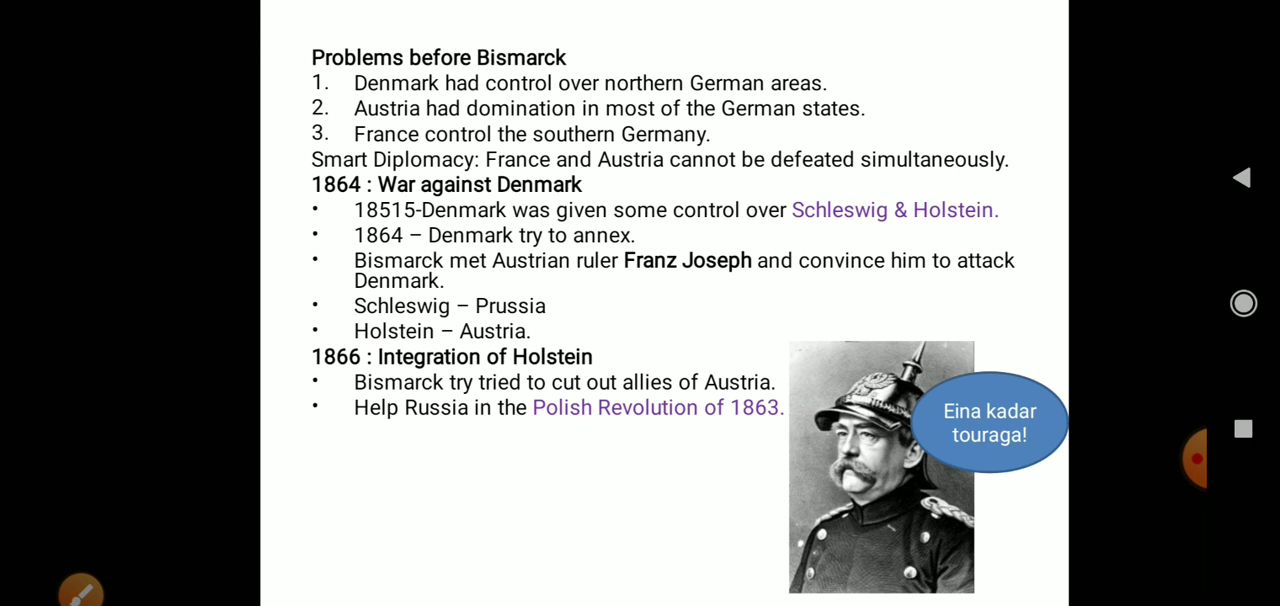 Problems before Bismarck
1. Denmark had control over northern German areas.
2. Austria had domination in most of the German states.
3. France control the southern Germany.
Smart Diplomacy: France and Austria cannot be defeated simultaneously.
1864 : War against Denmark
• 18515-Denmark was given some control over Schleswig & Holstein.
• 1864 – Denmark try to annex.
• Bismarck met Austrian ruler Franz Joseph and convince him to attack
Denmark.
• Schleswig – Prussia
• Holstein – Austria.
1866 : Integration of Holstein
• Bismarck try tried to cut out allies of Austria.
• Help Russia in the Polish Revolution of 1863.
Eina kadar
touraga!